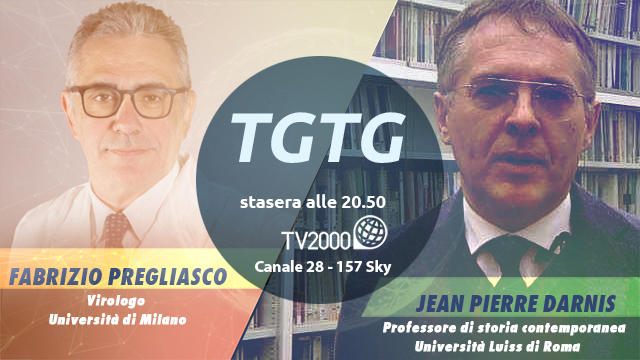 TGTG
stasera alle 20.50
TV2000
Canale 28 - 157 Sky
FABRIZIO PREGLIASCO
Virologo
Università di Milano
JEAN PIERRE DARNIS
Professore di storia contemporanea
Università Luiss di Roma